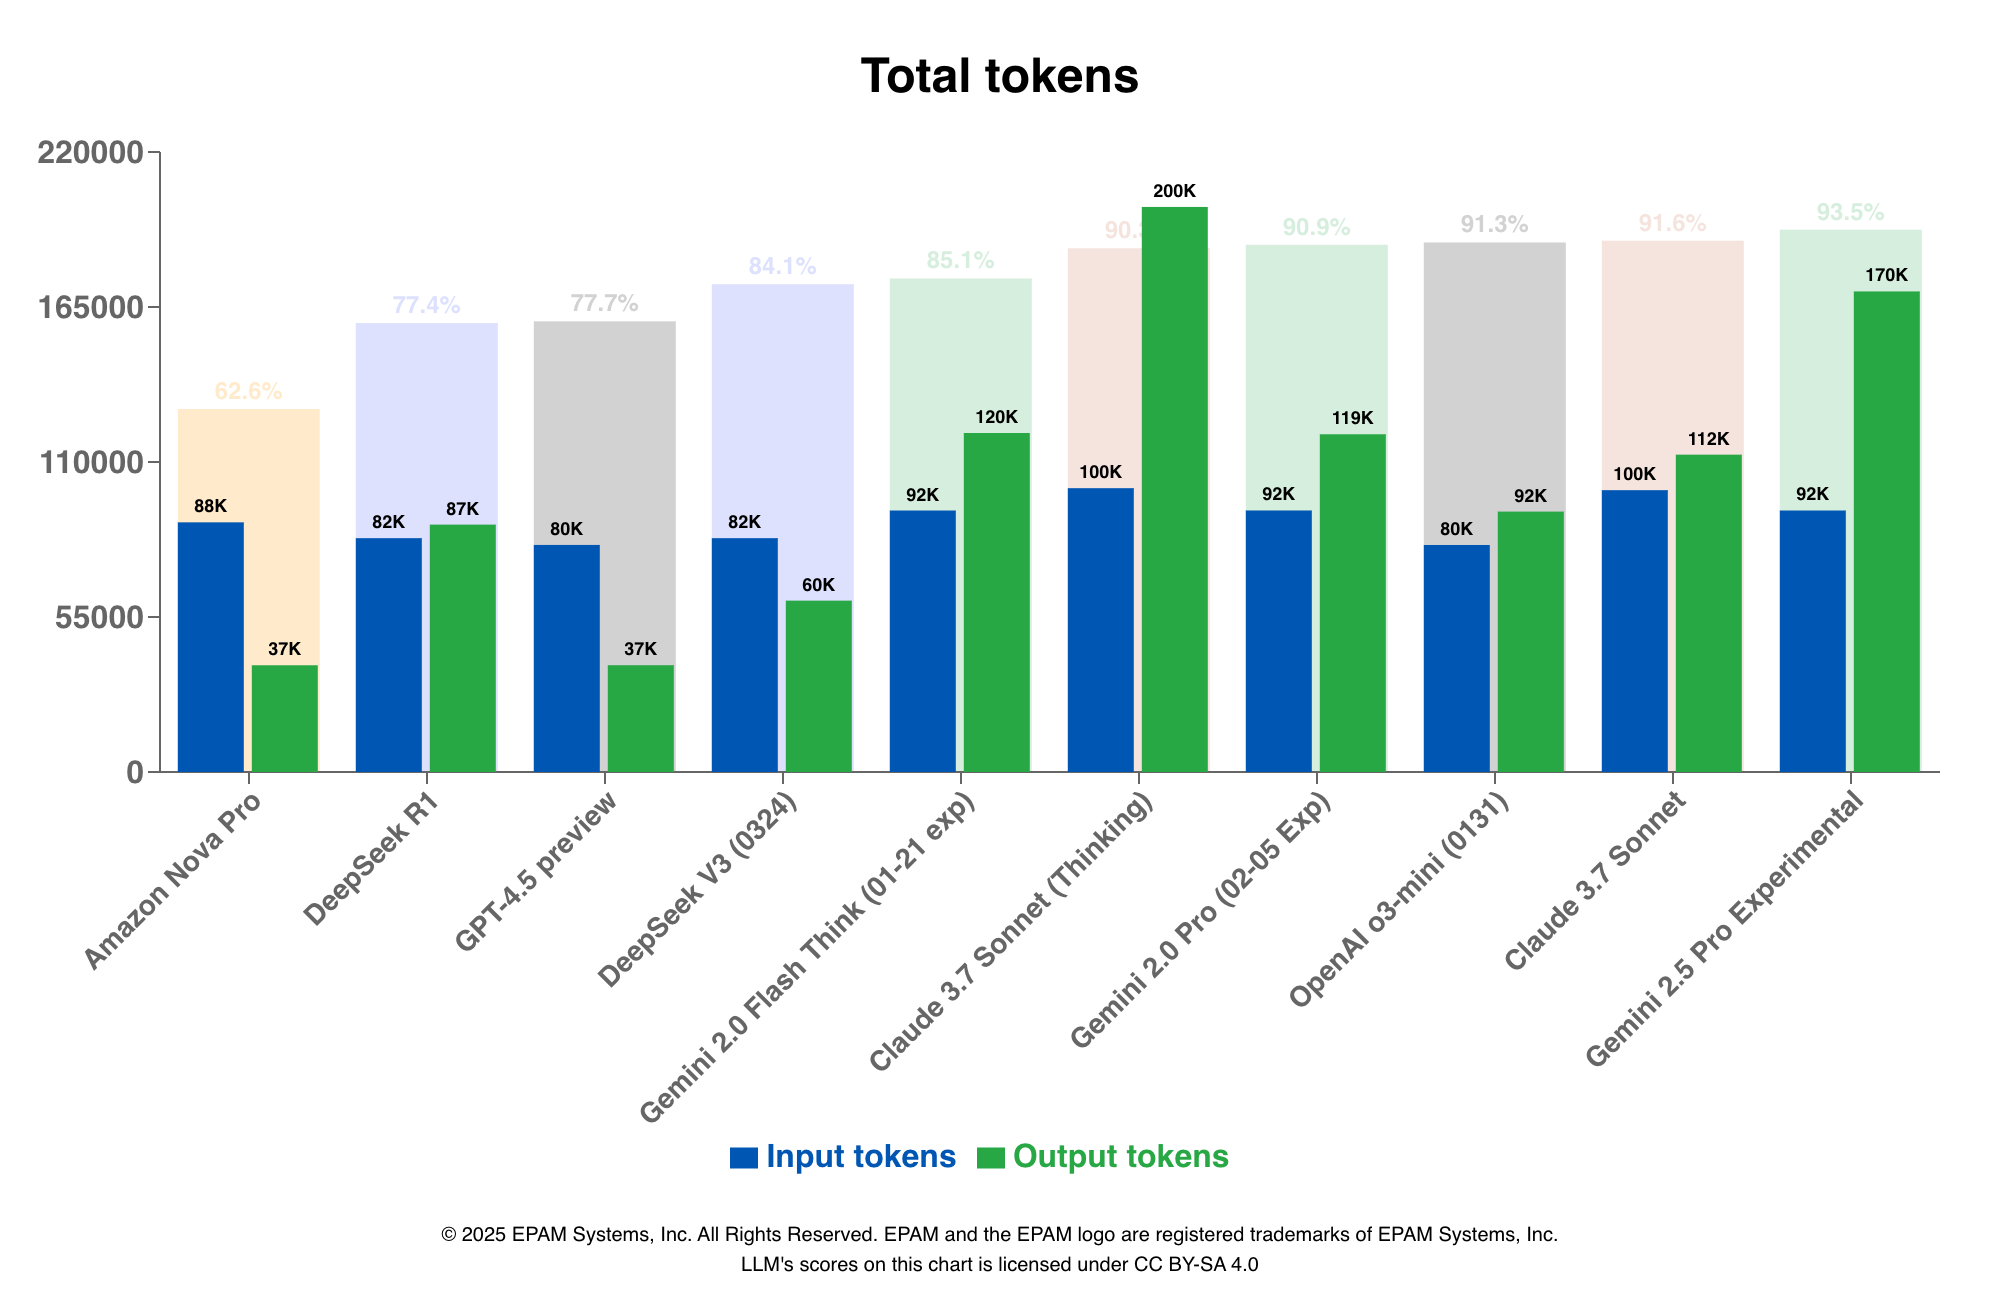 Total tokens
220000
165000
110000
55000
0
62.6%
77.4%
77.7%
84.1%
85.1%
90.9%
91.3%
91.6%
93.5%
88K
37K
82K
87K
80K
37K
82K
60K
92K
120K
100K
200K
92K
119K
80K
92K
100K
112K
92K
170K
Amazon Nova Pro
DeepSeek R1
GPT-4.5 preview
DeepSeek V3 (0324)
Gemini 2.0 Flash Think (01-21 exp)
Claude 3.7 Sonnet (Thinking)
Gemini 2.0 Pro (02-05 Exp)
OpenAI o3-mini (0131)
Claude 3.7 Sonnet
Gemini 2.5 Pro Experimental
Input tokens
Output tokens
© 2025 EPAM Systems, Inc. All Rights Reserved. EPAM and the EPAM logo are registered trademarks of EPAM Systems, Inc.
LLM's scores on this chart is licensed under CC BY-SA 4.0